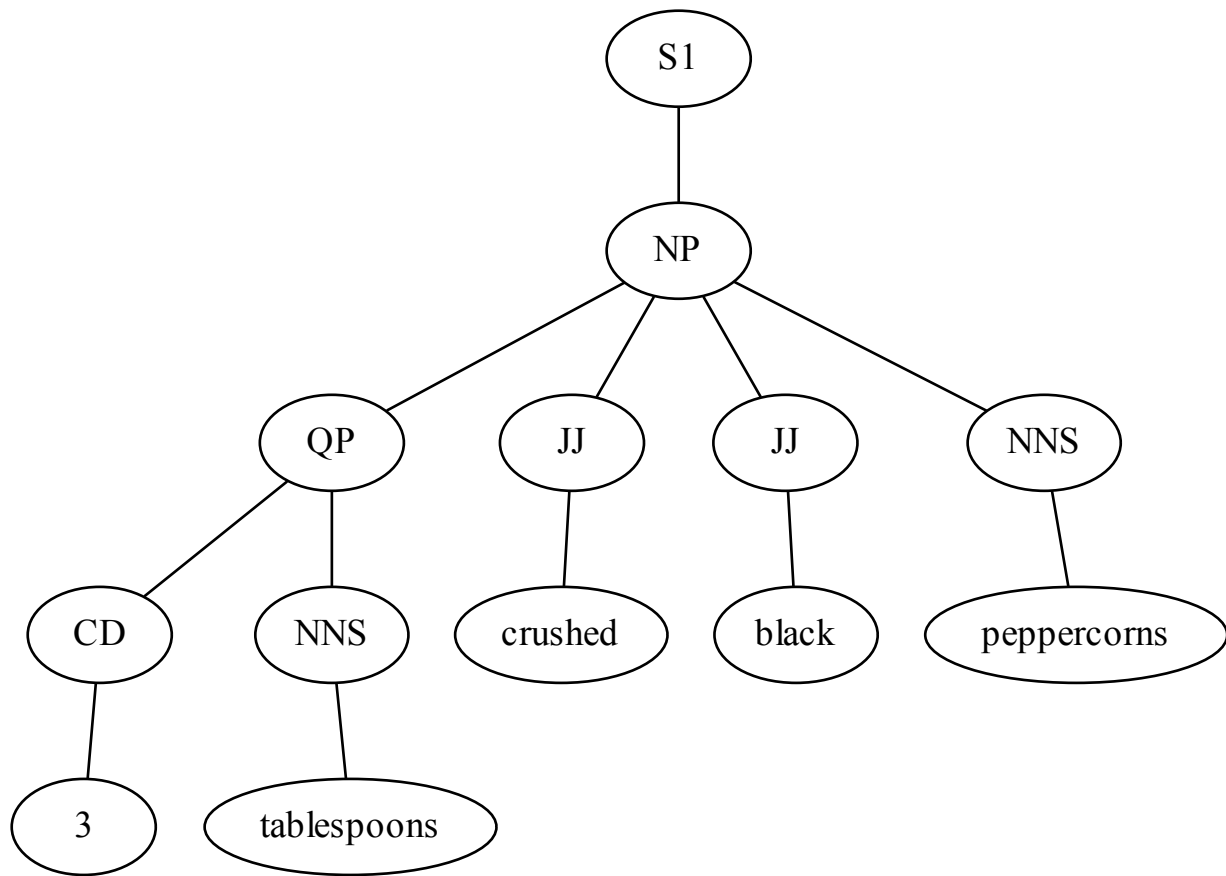 S1
NP
QP JJ JJ NNS
CD NNS crushed black peppercorns
3 tablespoons